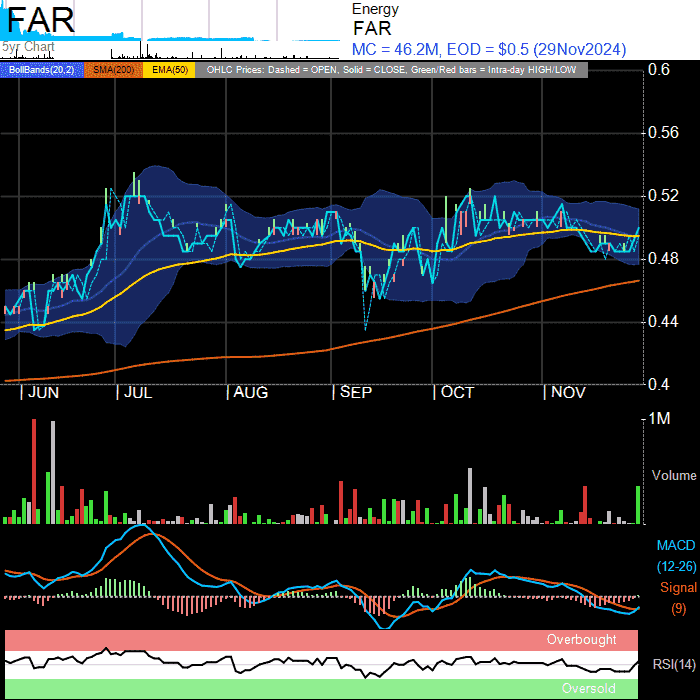 FAR
5yr Chart
Energy
FAR
MC = 46.2M, EOD = $0.5 (29Nov2024)
BollBands(20,2) SMA(200) EMA(50) OHLC Prices: Dashed = OPEN, Solid = CLOSE, Green/Red bars = Intra-day HIGH/LOW
0.6
0.56
0.52
0.48
0.44
0.4
JUN JUL AUG SEP OCT NOV
1M
Volume
MACD
(12-26)
Signal
(9)
Overbought
RSI(14)
Oversold